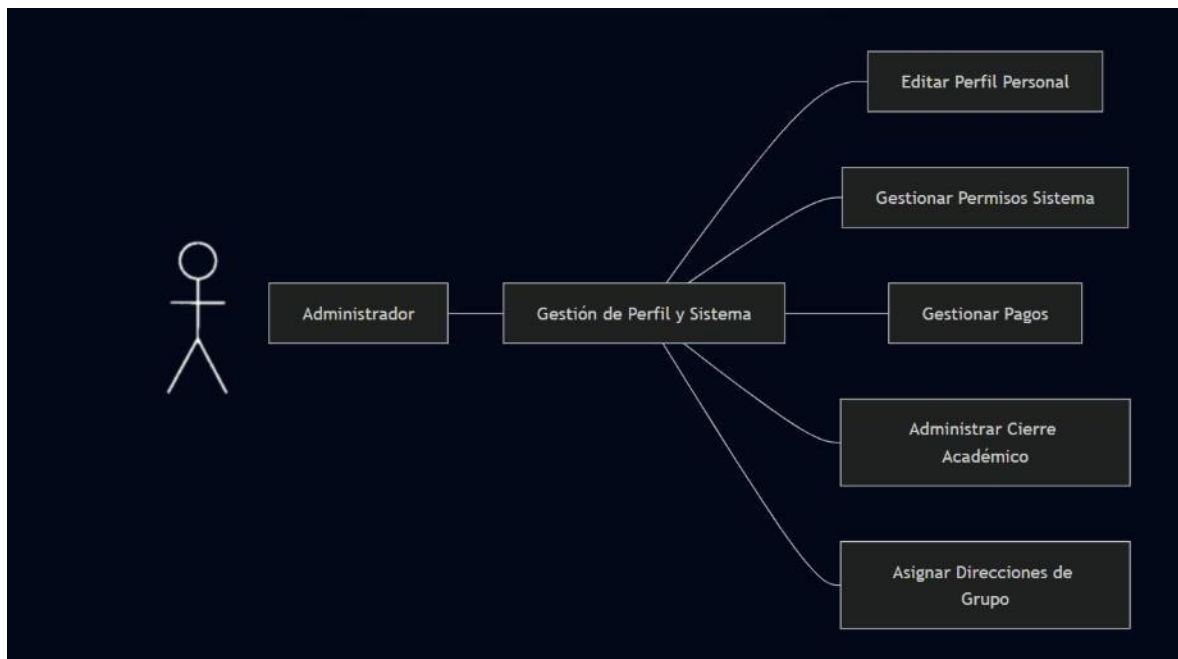 Editar Perfil Personal
Gestionar Permisos Sistema
Administrador
Gestión de Perfil y Sistema
Gestionar Pagos
Administrar Cierre
Académico
Asignar Direcciones de
Grupo